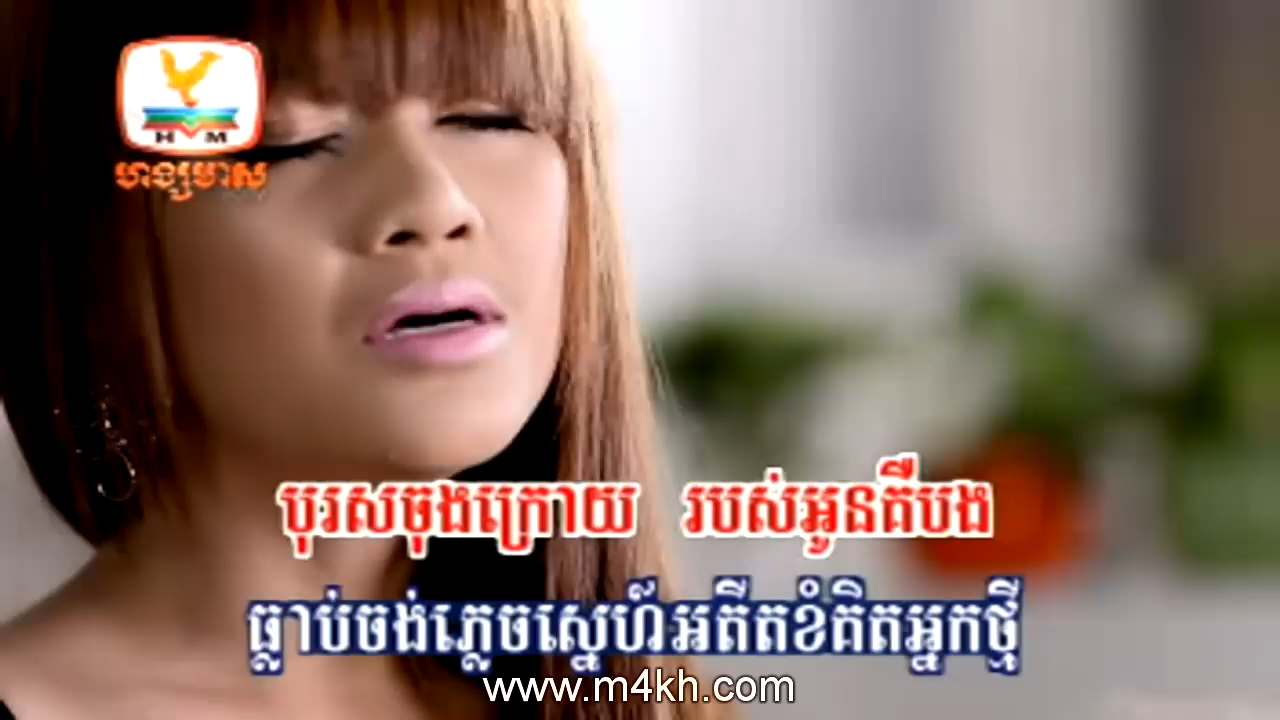 HM
ហង្សមាស
បុរសចុងក្រោយ របស់អូនគឺបង
ធ្លាប់ចង់ភ្លេចស្នេហ៍អតីតខំគិតអ្នកថ្មី
www.m4kh.com